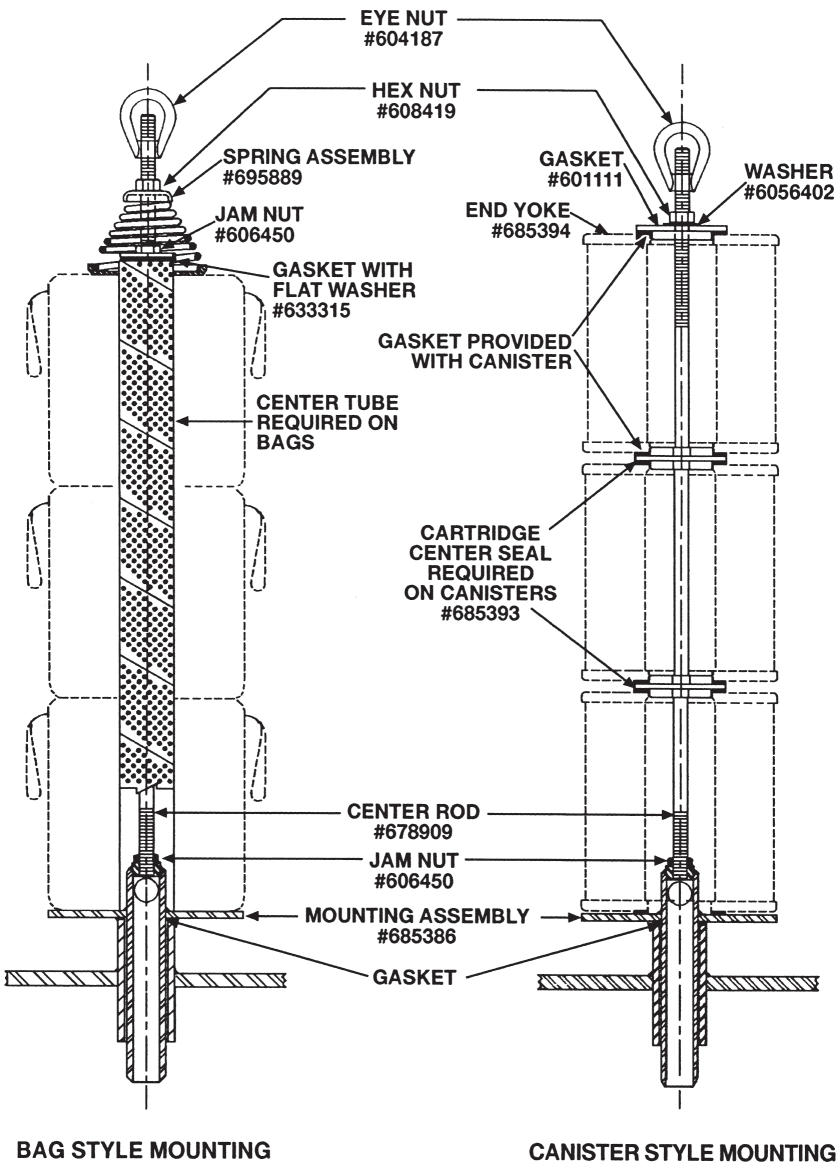 EYE NUT
#604187
HEX NUT
#608419
SPRING ASSEMBLY
#695889
JAM NUT
#606450
GASKET WITH
FLAT WASHER
#633315
CENTER TUBE
REQUIRED ON
BAGS
GASKET
#601111
WASHER
#6056402
END YOKE
#685394
GASKET PROVIDED
WITH CANISTER
CARTRIDGE
CENTER SEAL
REQUIRED
ON CANISTERS
#685393
CENTER ROD
#678909
JAM NUT
#606450
MOUNTING ASSEMBLY
#685386
GASKET
BAG STYLE MOUNTING
CANISTER STYLE MOUNTING